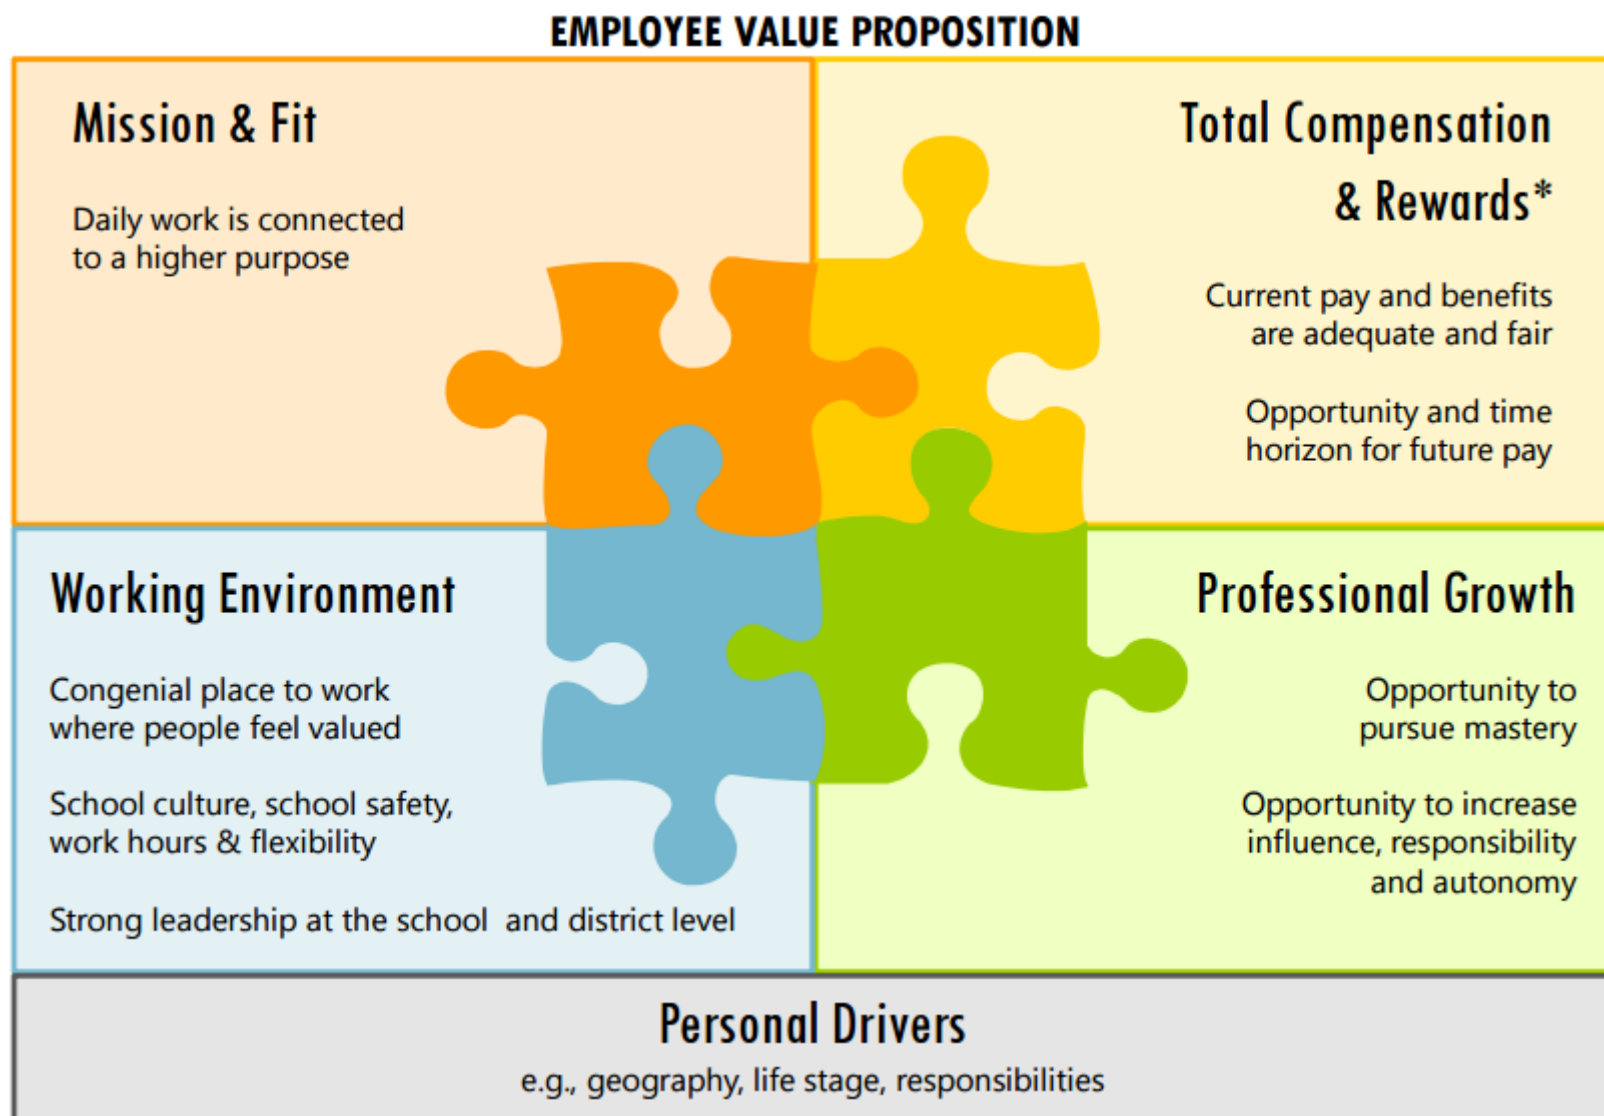 EMPLOYEE VALUE PROPOSITION
Mission & Fit
Daily work is connected
to a higher purpose
Total Compensation
& Rewards*
Current pay and benefits
are adequate and fair
Opportunity and time
horizon for future pay
Working Environment
Congenial place to work
where people feel valued
School culture, school safety,
work hours & flexibility
Strong leadership at the school  and district level
Professional Growth
Opportunity to
pursue mastery
Opportunity to increase
influence, responsibility
and autonomy
Personal Drivers
e.g., geography, life stage, responsibilities